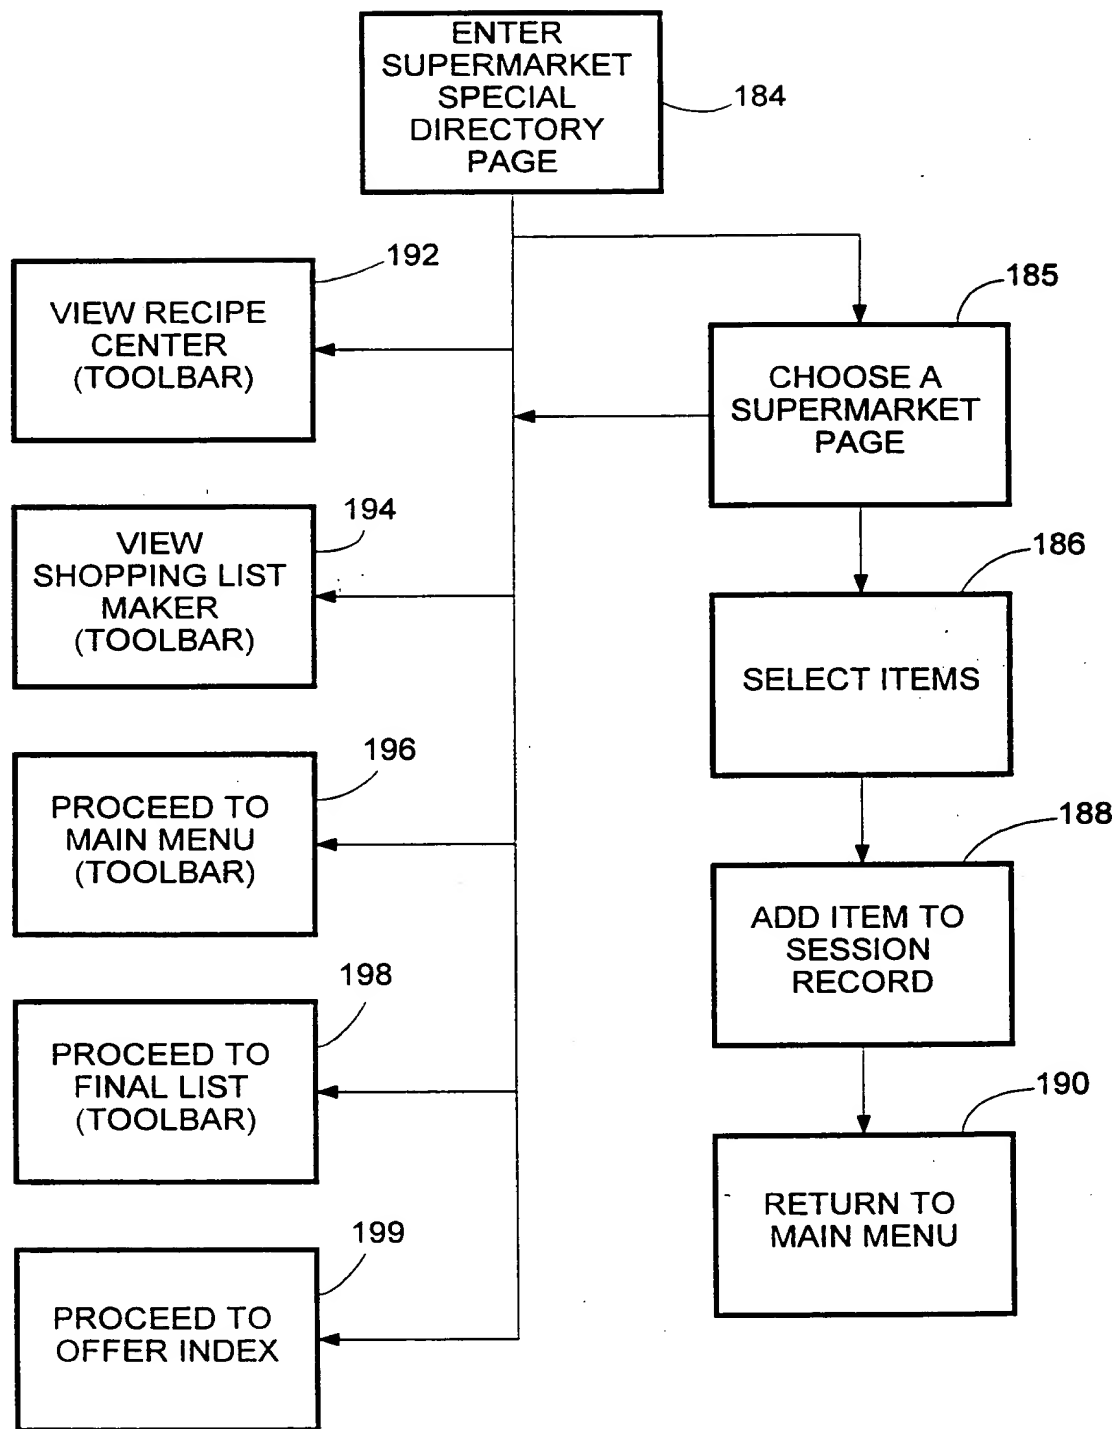 ENTER
SUPERMARKET
SPECIAL
DIRECTORY
PAGE
184
192
VIEW RECIPE
CENTER
(TOOLBAR)
185
CHOOSE A
SUPERMARKET
PAGE
194
VIEW
SHOPPING LIST
MAKER
(TOOLBAR)
186
SELECT ITEMS
196
PROCEED TO
MAIN MENU
(TOOLBAR)
188
ADD ITEM TO
SESSION
RECORD
198
PROCEED TO
FINAL LIST
(TOOLBAR)
190
RETURN TO
MAIN MENU
199
PROCEED TO
OFFER INDEX